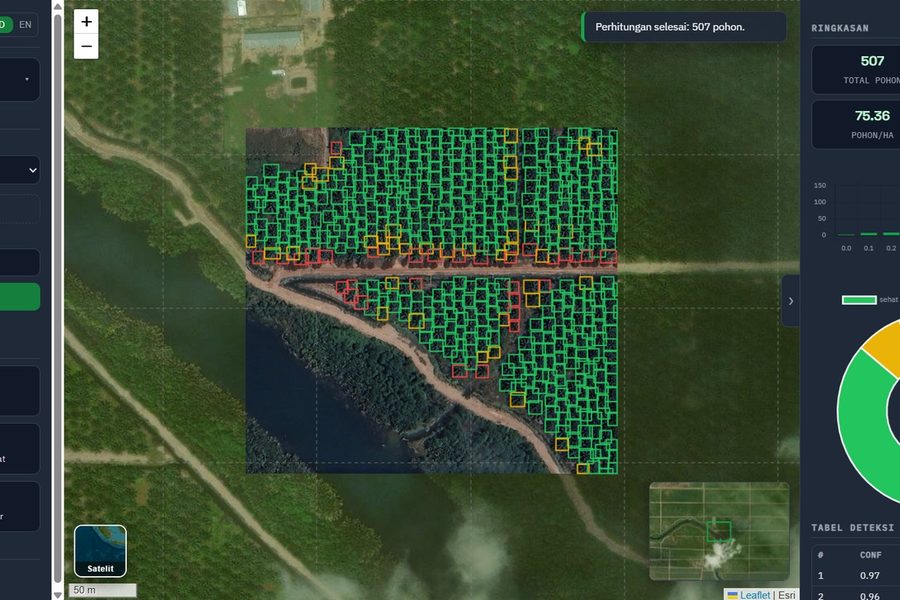 EN
+
−
Perhitungan selesai: 507 pohon.
Satelit
50 m
Leaflet | Esri
RINGKASAN
507
TOTAL POHON
75.36
POHON/HA
150
100
50
0
0.0 0.1 0.2
sehat
TABEL DETEKSI
# CONF
1 0.97
2 0.96